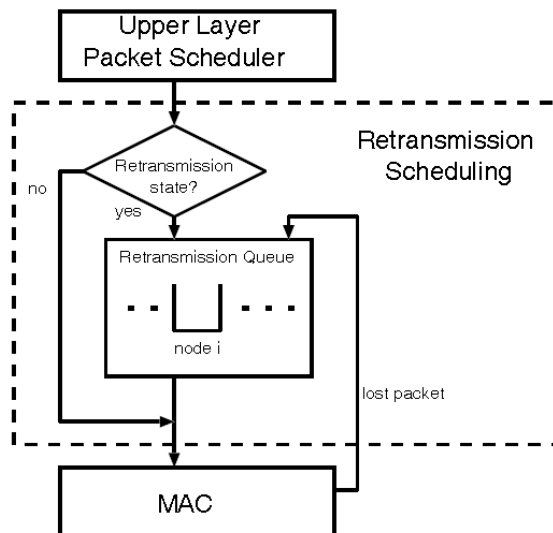 Upper Layer
Packet Scheduler
Retransmission
Scheduling
Retransmission
state?
no
yes
Retransmission Queue
node i
lost packet
MAC